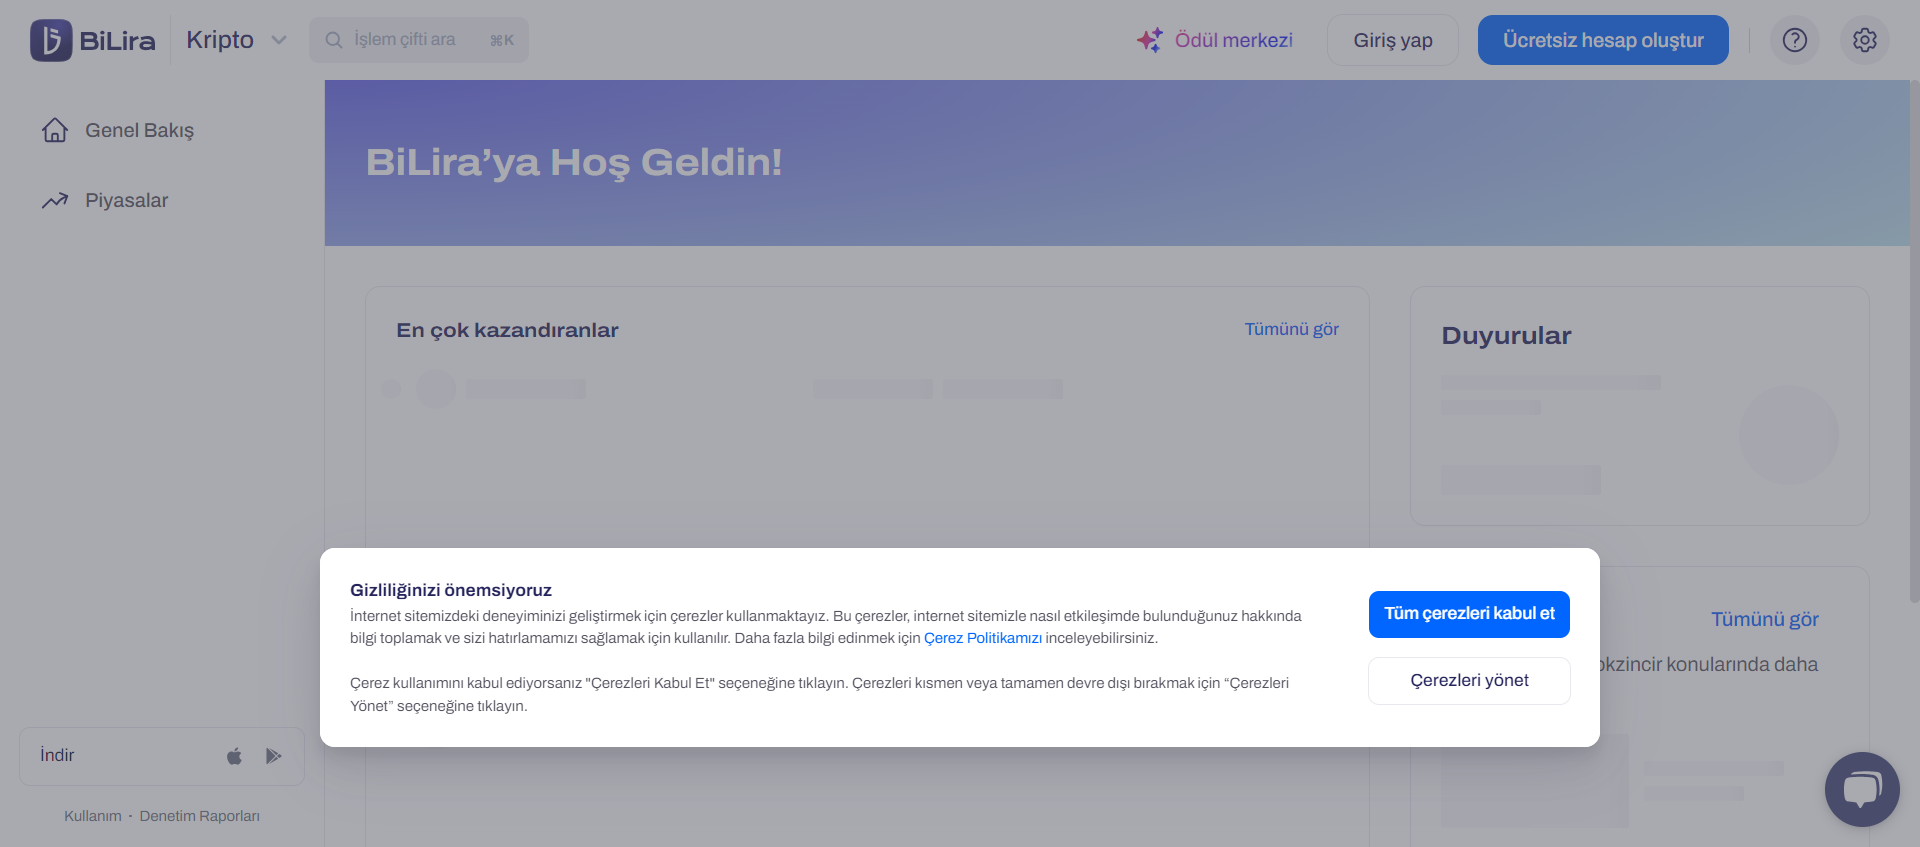 BiLira
Kripto
İşlem çifti ara
⌘K
Ödül merkezi
Giriş yap
Ücretsiz hesap oluştur
Genel Bakış
Piyasalar
BiLira’ya Hoş Geldin!
En çok kazandıranlar
Tümünü gör
Duyurular
Gizliliğinizi önemsiyoruz
İnternet sitemizdeki deneyiminizi geliştirmek için çerezler kullanmaktayız. Bu çerezler, internet sitemizle nasıl etkileşimde bulunduğunuz hakkında
bilgi toplamak ve sizi hatırlamamızı sağlamak için kullanılır. Daha fazla bilgi edinmek için Çerez Politikamızı inceleyebilirsiniz.
Çerez kullanımını kabul ediyorsanız "Çerezleri Kabul Et" seçeneğine tıklayın. Çerezleri kısmen veya tamamen devre dışı bırakmak için “Çerezleri
Yönet” seçeneğine tıklayın.
Tüm çerezleri kabul et
Çerezleri yönet
Tümünü gör
konularında daha
İndir
Kullanım · Denetim Raporları